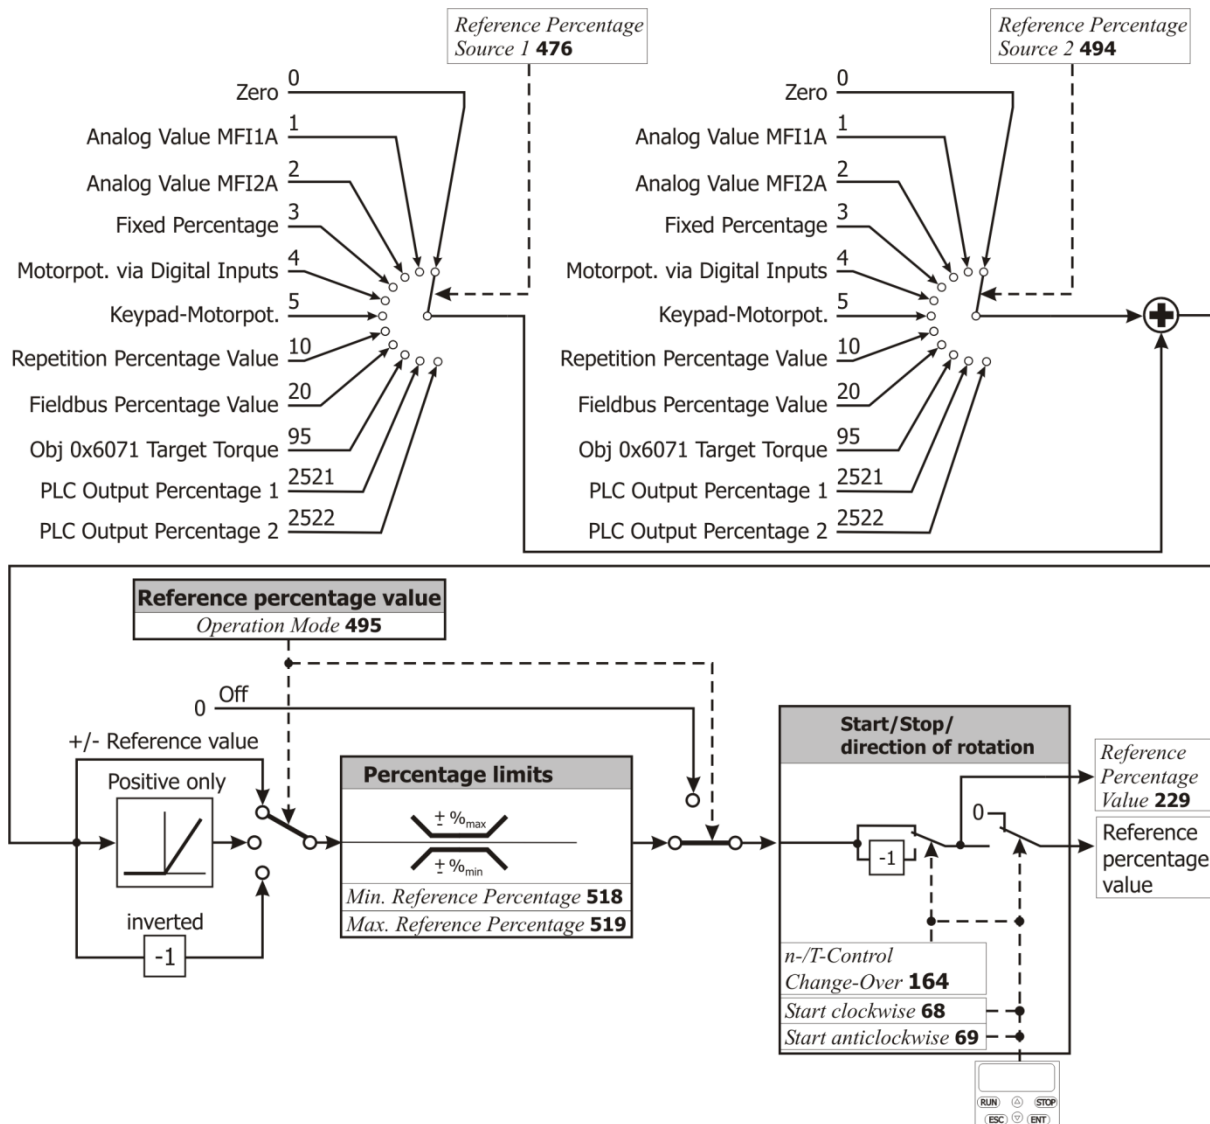 Reference Percentage
Source 1 476
Reference Percentage
Source 2 494
Zero 0
Analog Value MFI1A 1
Analog Value MFI2A 2
Fixed Percentage 3
Motorpot. via Digital Inputs 4
Keypad-Motorpot. 5
Repetition Percentage Value 10
Fieldbus Percentage Value 20
Obj 0x6071 Target Torque 95
PLC Output Percentage 1 2521
PLC Output Percentage 2 2522
Zero 0
Analog Value MFI1A 1
Analog Value MFI2A 2
Fixed Percentage 3
Motorpot. via Digital Inputs 4
Keypad-Motorpot. 5
Repetition Percentage Value 10
Fieldbus Percentage Value 20
Obj 0x6071 Target Torque 95
PLC Output Percentage 1 2521
PLC Output Percentage 2 2522
Reference percentage value
Operation Mode 495
0 Off
+/- Reference value
Positive only
inverted
-1
Percentage limits
± %max
± %min
Min. Reference Percentage 518
Max. Reference Percentage 519
Start/Stop/
direction of rotation
-1
0
n-/T-Control
Change-Over 164
Start clockwise 68
Start anticlockwise 69
Reference
Percentage
Value 229
Reference
percentage
value
RUN STOP
ESC ENT